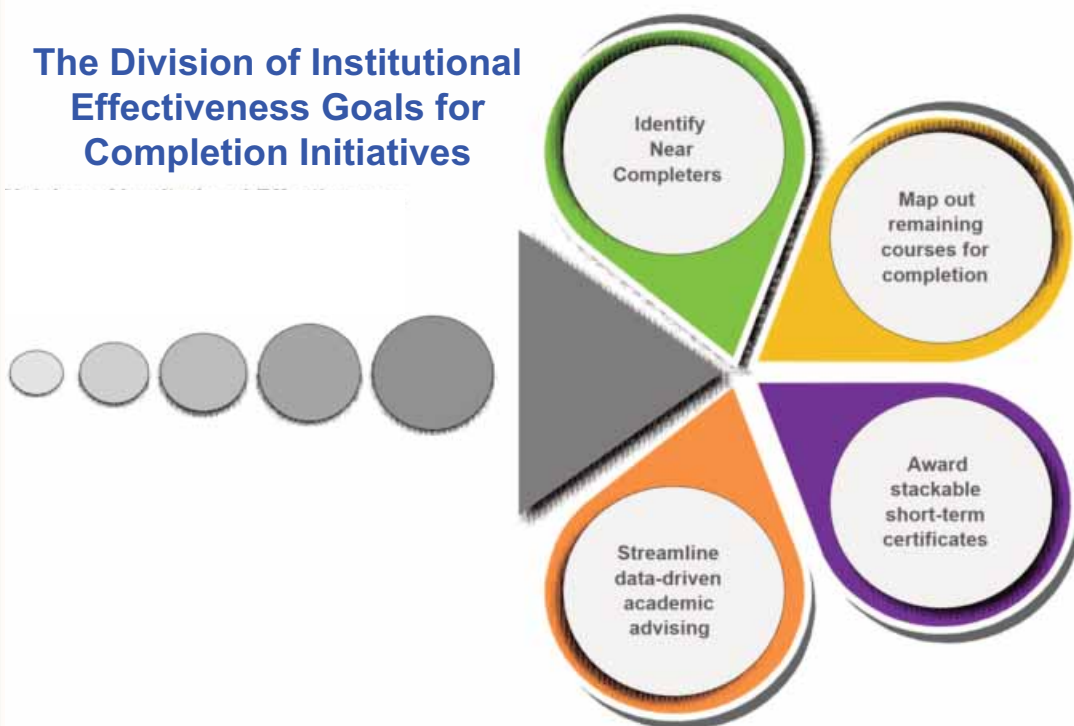 The Division of Institutional
Effectiveness Goals for
Completion Initiatives
Identify
Near
Completers
Map out
remaining
courses for
completion
Award
stackable
short-term
certificates
Streamline
data-driven
academic
advising